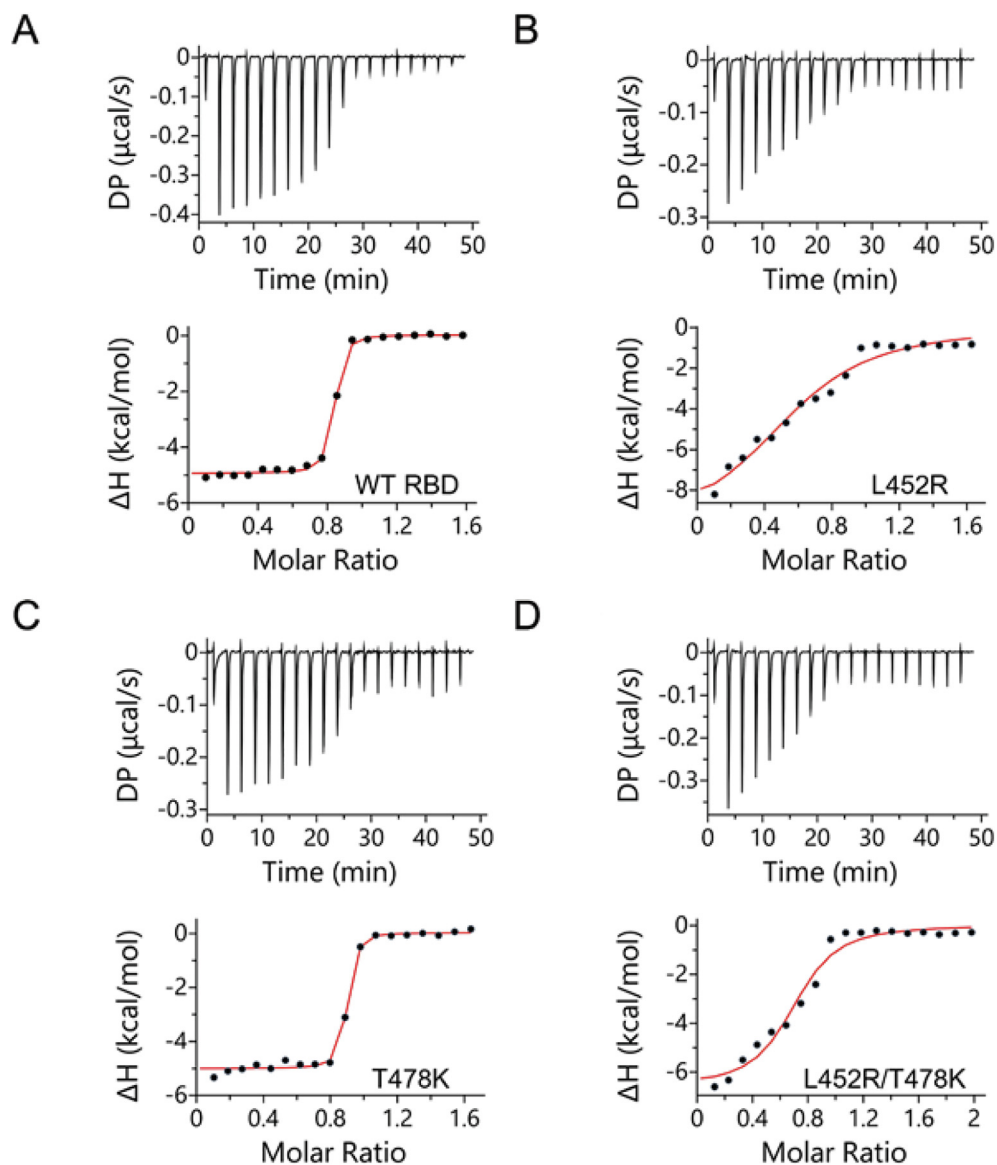 A
DP (µcal/s)
0
-0.1
-0.2
-0.3
-0.4
0 10 20 30 40 50
Time (min)
ΔH (kcal/mol)
0
-2
-4
-6
WT RBD
0 0.4 0.8 1.2 1.6
Molar Ratio
B
DP (µcal/s)
0
-0.1
-0.2
-0.3
0 10 20 30 40 50
Time (min)
ΔH (kcal/mol)
0
-2
-4
-6
-8
L452R
0 0.4 0.8 1.2 1.6
Molar Ratio
C
DP (µcal/s)
0
-0.1
-0.2
-0.3
0 10 20 30 40 50
Time (min)
ΔH (kcal/mol)
0
-2
-4
-6
T478K
0 0.4 0.8 1.2 1.6
Molar Ratio
D
DP (µcal/s)
0
-0.1
-0.2
-0.3
0 10 20 30 40 50
Time (min)
ΔH (kcal/mol)
0
-2
-4
-6
L452R/T478K
0 0.4 0.8 1.2 1.6 2
Molar Ratio